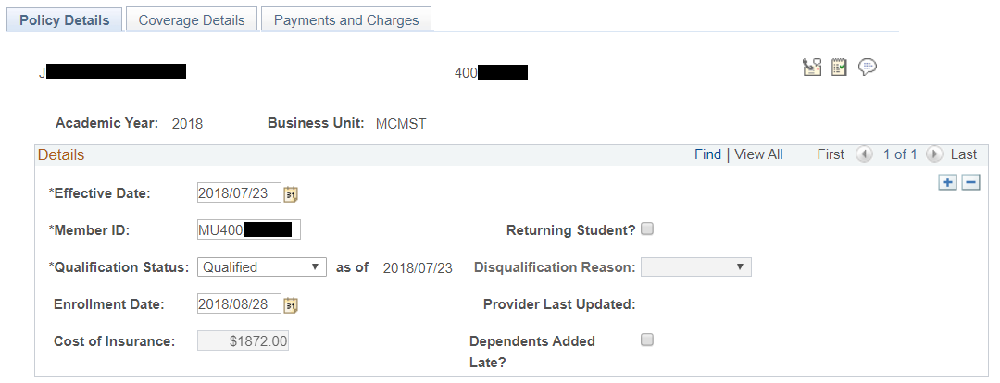 Policy Details Coverage Details Payments and Charges
J 400
Academic Year: 2018 Business Unit: MCMST
Details Find | View All First 1 of 1 Last
*Effective Date: 2018/07/23 31
*Member ID: MU400 Returning Student?
*Qualification Status: Qualified as of 2018/07/23 Disqualification Reason:
Enrollment Date: 2018/08/28 31 Provider Last Updated:
Cost of Insurance: $1872.00 Dependents Added
Late?